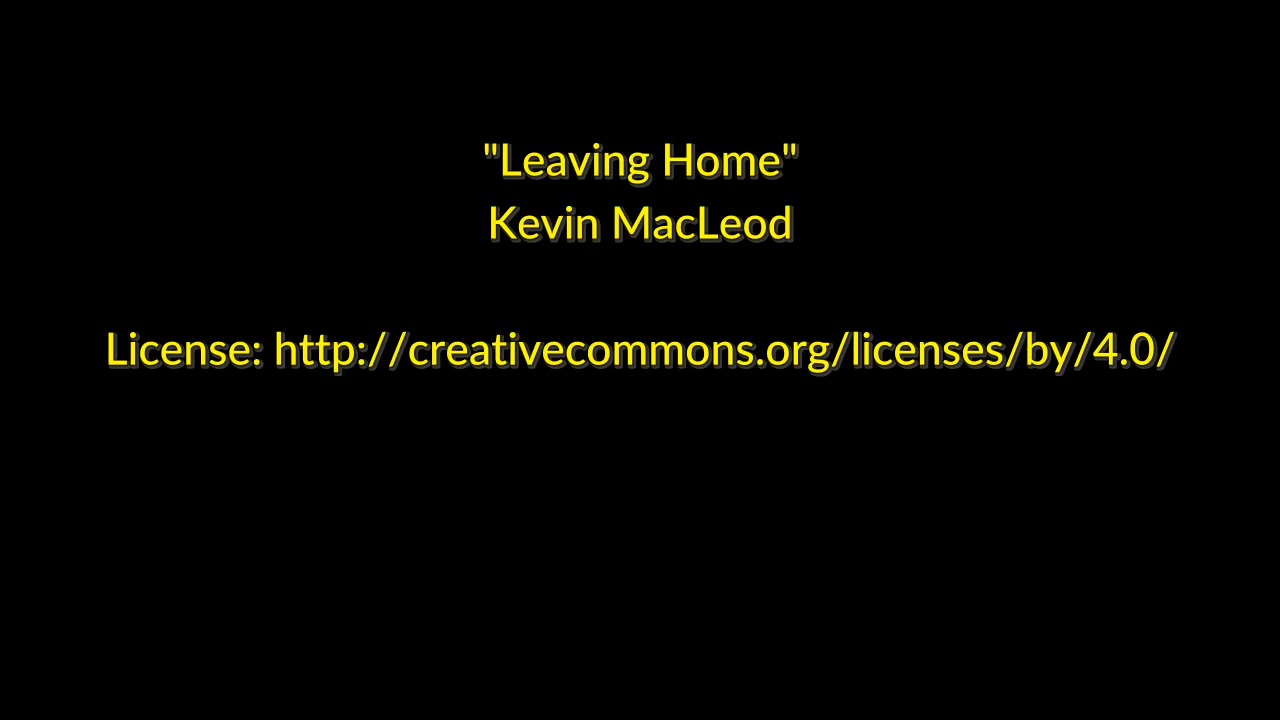 "Leaving Home"
Kevin MacLeod
License: http://creativecommons.org/licenses/by/4.0/